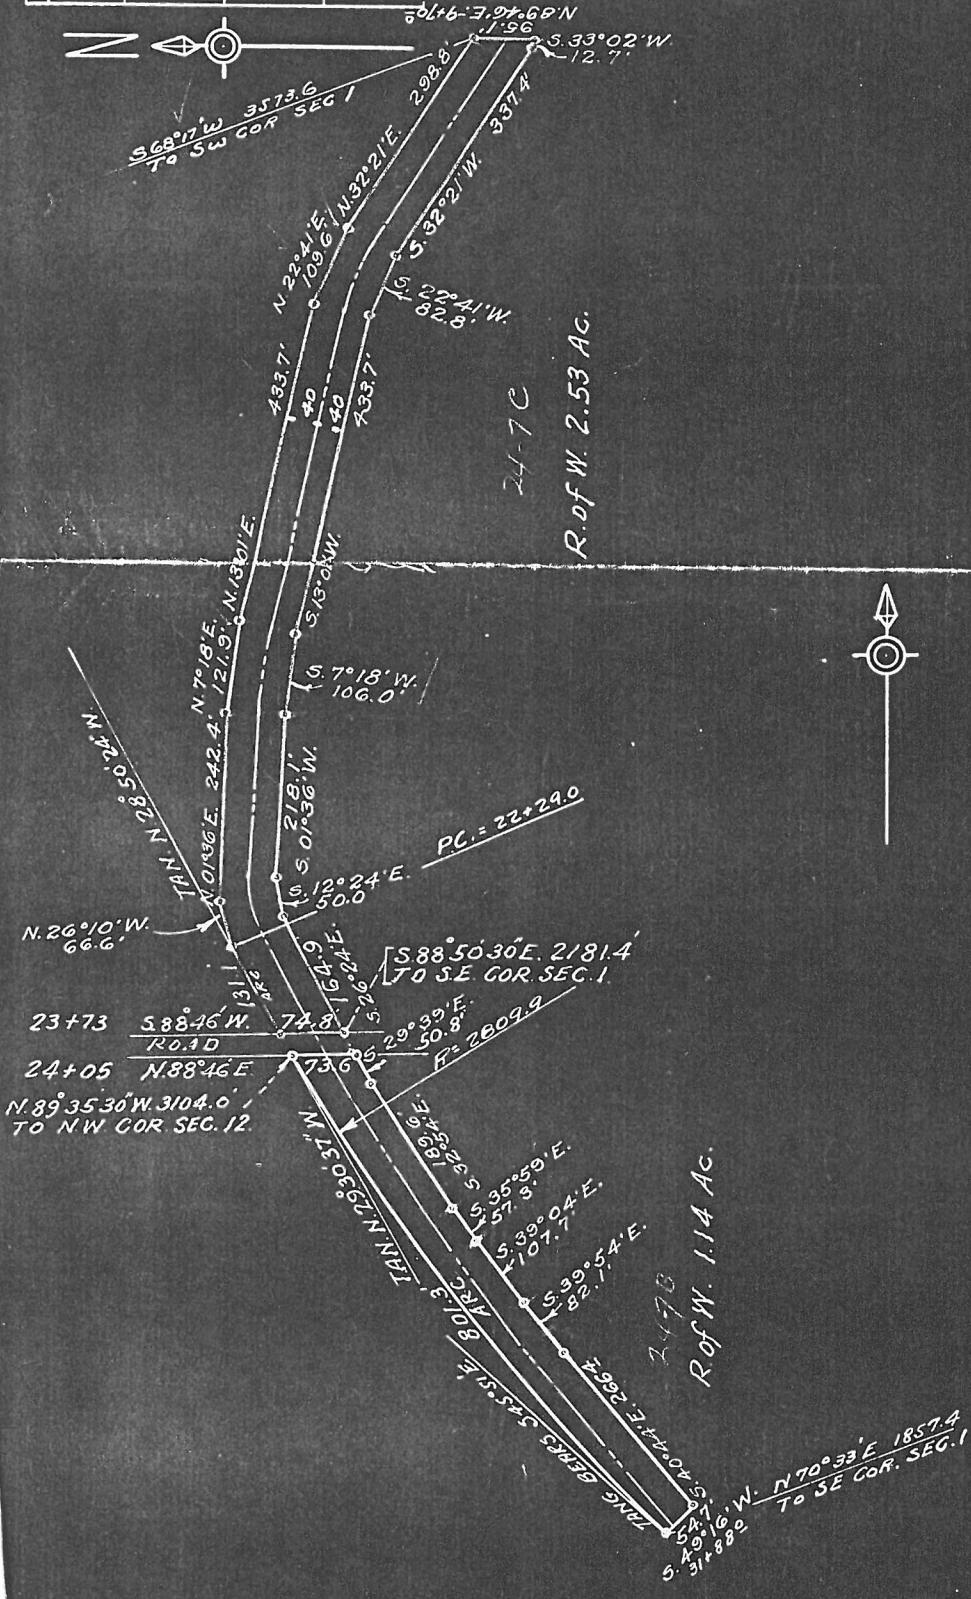 N.89°46'E.-9+70
95.1'
S.33°02'W.
12.7'
298.8'
337.4'
S68°17'W 3573.6
TO SW COR SEC 1
N.32°21'E.
S.32°21'W.
N.22°41'E.
109.6'
S.22°41'W.
82.8'
433.7'
40
40
433.7'
24-7C
R. of W. 2.53 Ac.
N.13°01'E.
S.13°01'W.
N.7°18'E.
121.9'
S.7°18'W.
106.0'
TAN. N 28°50'24"W.
N.01°36'E. 242.4'
218.1'
S.01°36'W.
P.C. = 22+29.0
S.12°24'E.
50.0
N.26°10'W.
66.6'
131.1
ARC
164.9
S.26°24'E.
S.88°50'30"E. 2181.4'
TO S.E. COR. SEC. 1
23+73 S.88°46'W. 74.8
ROAD
24+05 N.88°46'E 73.6
S.29°39'E.
50.8'
R=2809.9
N.89°35'30"W. 3104.0'
TO NW COR. SEC. 12
TAN. N.29°30'37"W
189.6'
S.32°54'E.
S.35°59'E.
57.3'
S.39°04'E.
107.7'
S.39°54'E.
82.1'
801.3'
ARC
TANG BEARS S45°51'E
247B
R. of W. 1.14 Ac.
S.40°44'E. 266.4
54.7'
S.49°16'W.
31+88°
N 70°33'E 1857.4
TO SE COR. SEC. 1